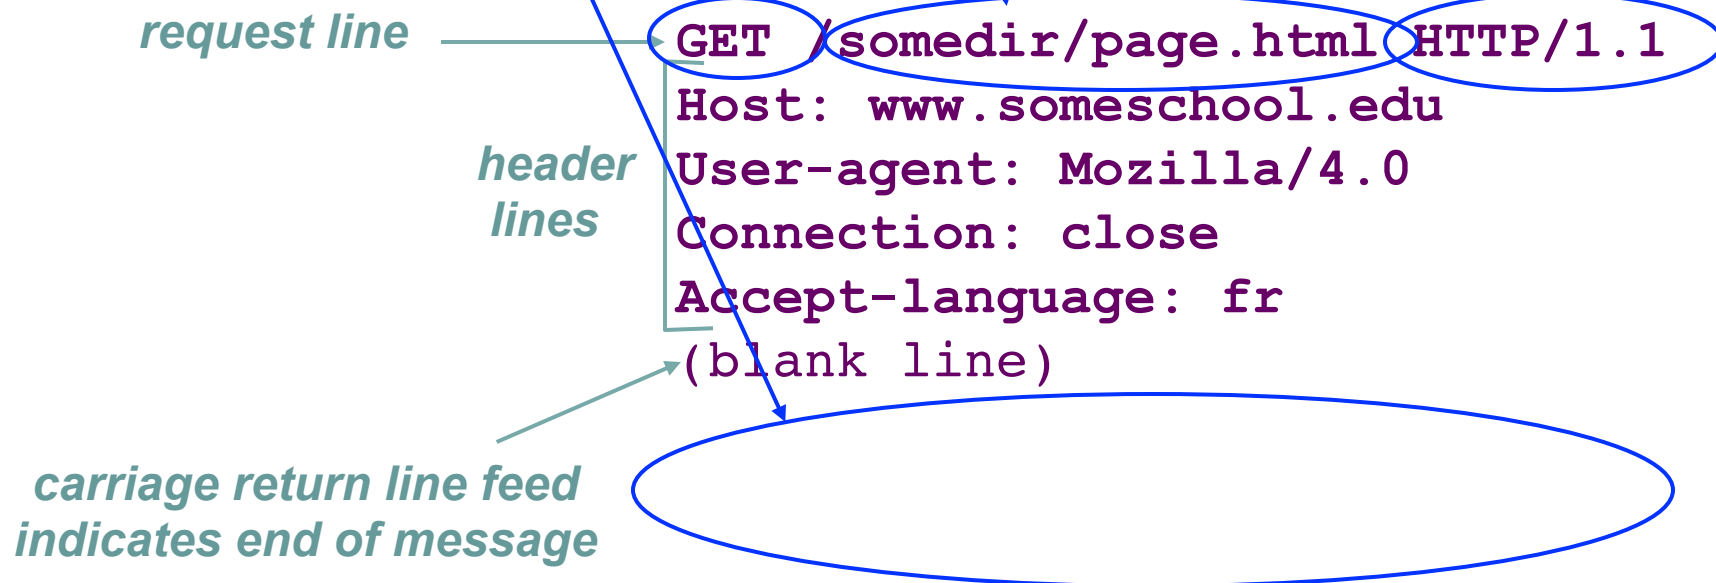 request line
GET /somedir/page.html HTTP/1.1
Host: www.someschool.edu
header
lines
User-agent: Mozilla/4.0
Connection: close
Accept-language: fr
(blank line)
carriage return line feed
indicates end of message